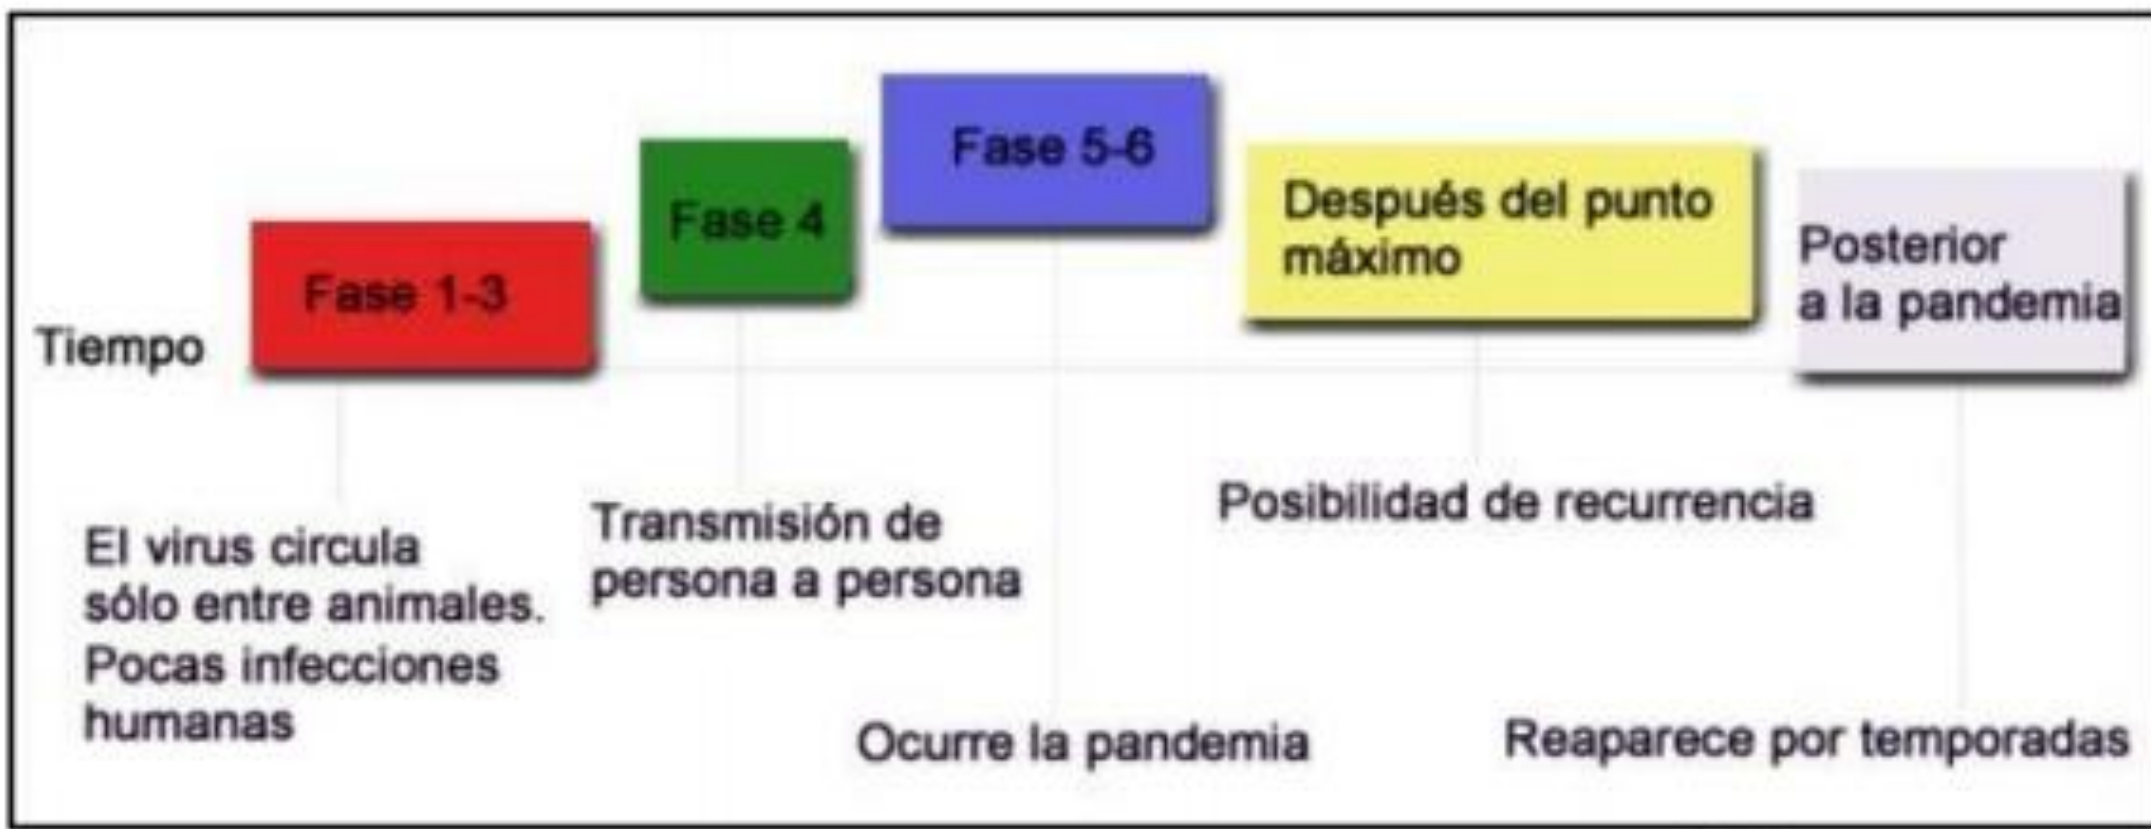 Tiempo
Fase 1-3
Fase 4
Fase 5-6
Después del punto
máximo
Posterior
a la pandemia
El virus circula
sólo entre animales.
Pocas infecciones
humanas
Transmisión de
persona a persona
Ocurre la pandemia
Posibilidad de recurrencia
Reaparece por temporadas